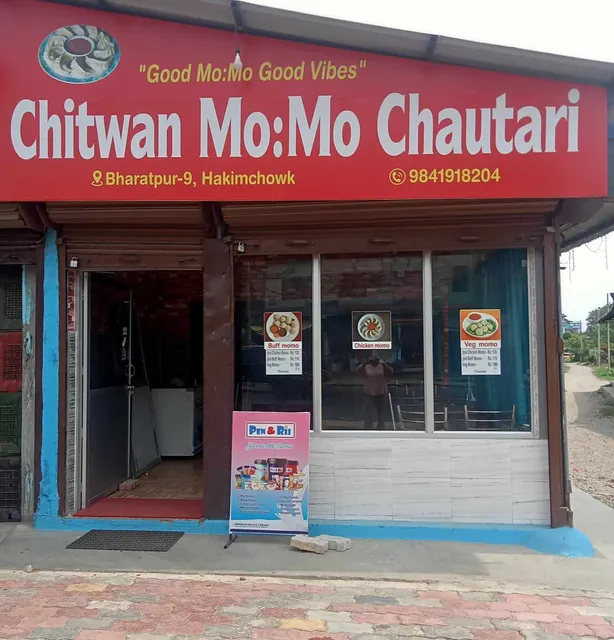 "Good Mo:Mo Good Vibes"
Chitwan Mo:Mo Chautari
Bharatpur-9, Hakimchowk
9841918204
Buff momo
Chicken momo
Veg momo
PEN & RIJ